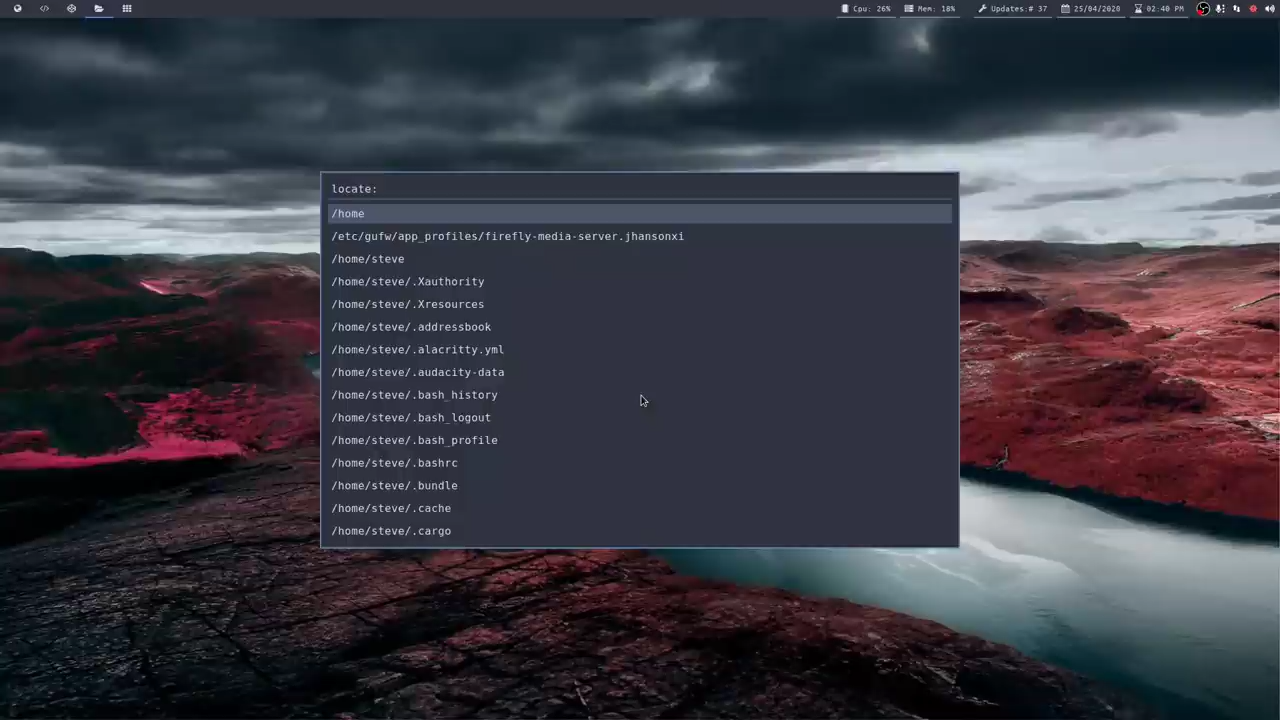 Cpu: 26% Mem: 18% Updates:# 37 25/04/2020 02:40 PM
locate:
/home
/etc/gufw/app_profiles/firefly-media-server.jhansonxi
/home/steve
/home/steve/.Xauthority
/home/steve/.Xresources
/home/steve/.addressbook
/home/steve/.alacritty.yml
/home/steve/.audacity-data
/home/steve/.bash_history
/home/steve/.bash_logout
/home/steve/.bash_profile
/home/steve/.bashrc
/home/steve/.bundle
/home/steve/.cache
/home/steve/.cargo